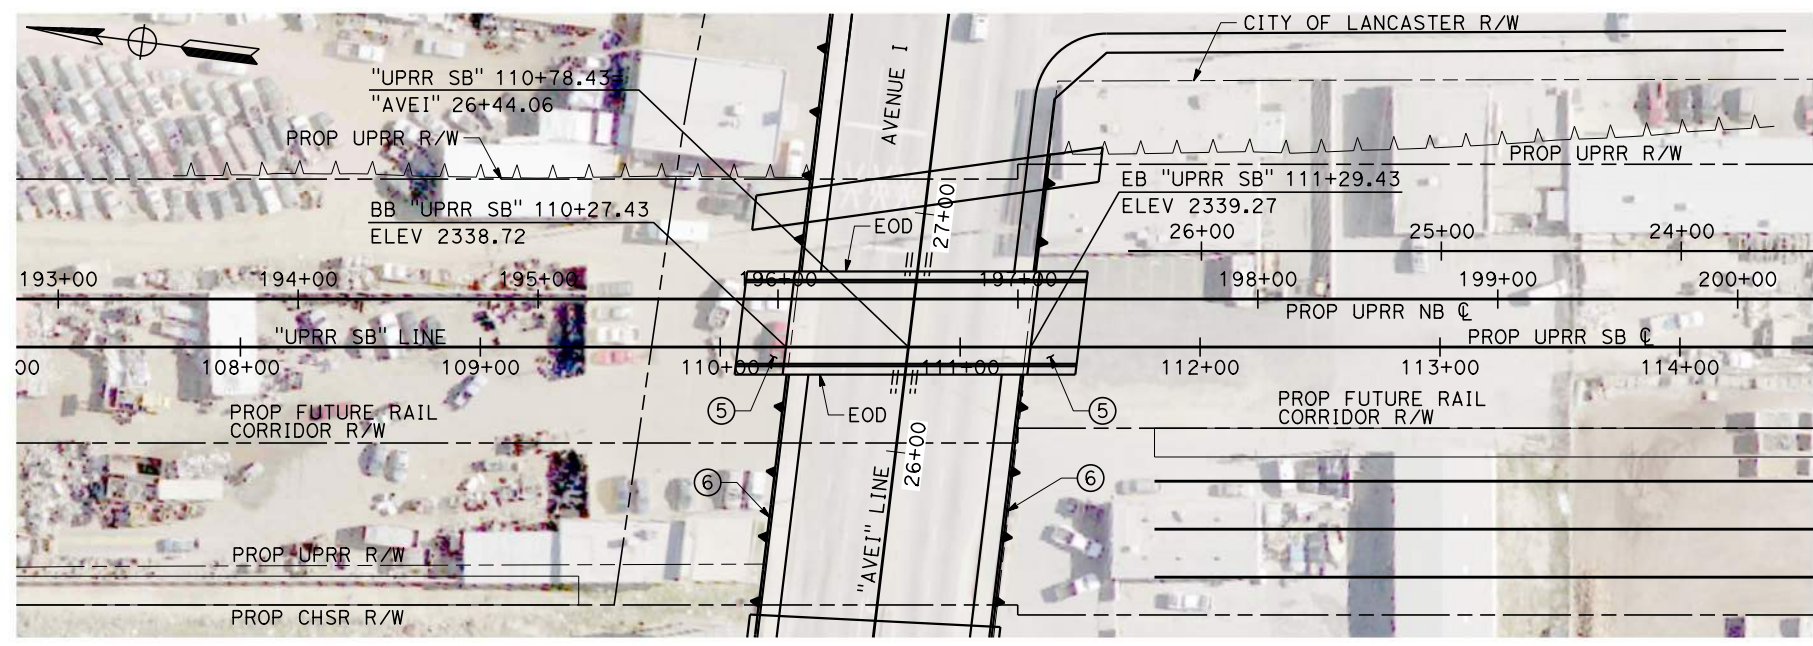 CITY OF LANCASTER R/W
"UPRR SB" 110+78.43=
"AVEI" 26+44.06
AVENUE I
PROP UPRR R/W
PROP UPRR R/W
EB "UPRR SB" 111+29.43
ELEV 2339.27
BB "UPRR SB" 110+27.43
ELEV 2338.72
27+00
EOD
26+00
25+00
24+00
193+00
194+00
195+00
196+00
197+00
198+00
199+00
200+00
PROP UPRR NB ℄
"UPRR SB" LINE
PROP UPRR SB ℄
00
108+00
109+00
110+00
111+00
112+00
113+00
114+00
PROP FUTURE RAIL
CORRIDOR R/W
5
EOD
5
PROP FUTURE RAIL
CORRIDOR R/W
26+00
6
6
"AVEI" LINE
PROP UPRR R/W
PROP CHSR R/W